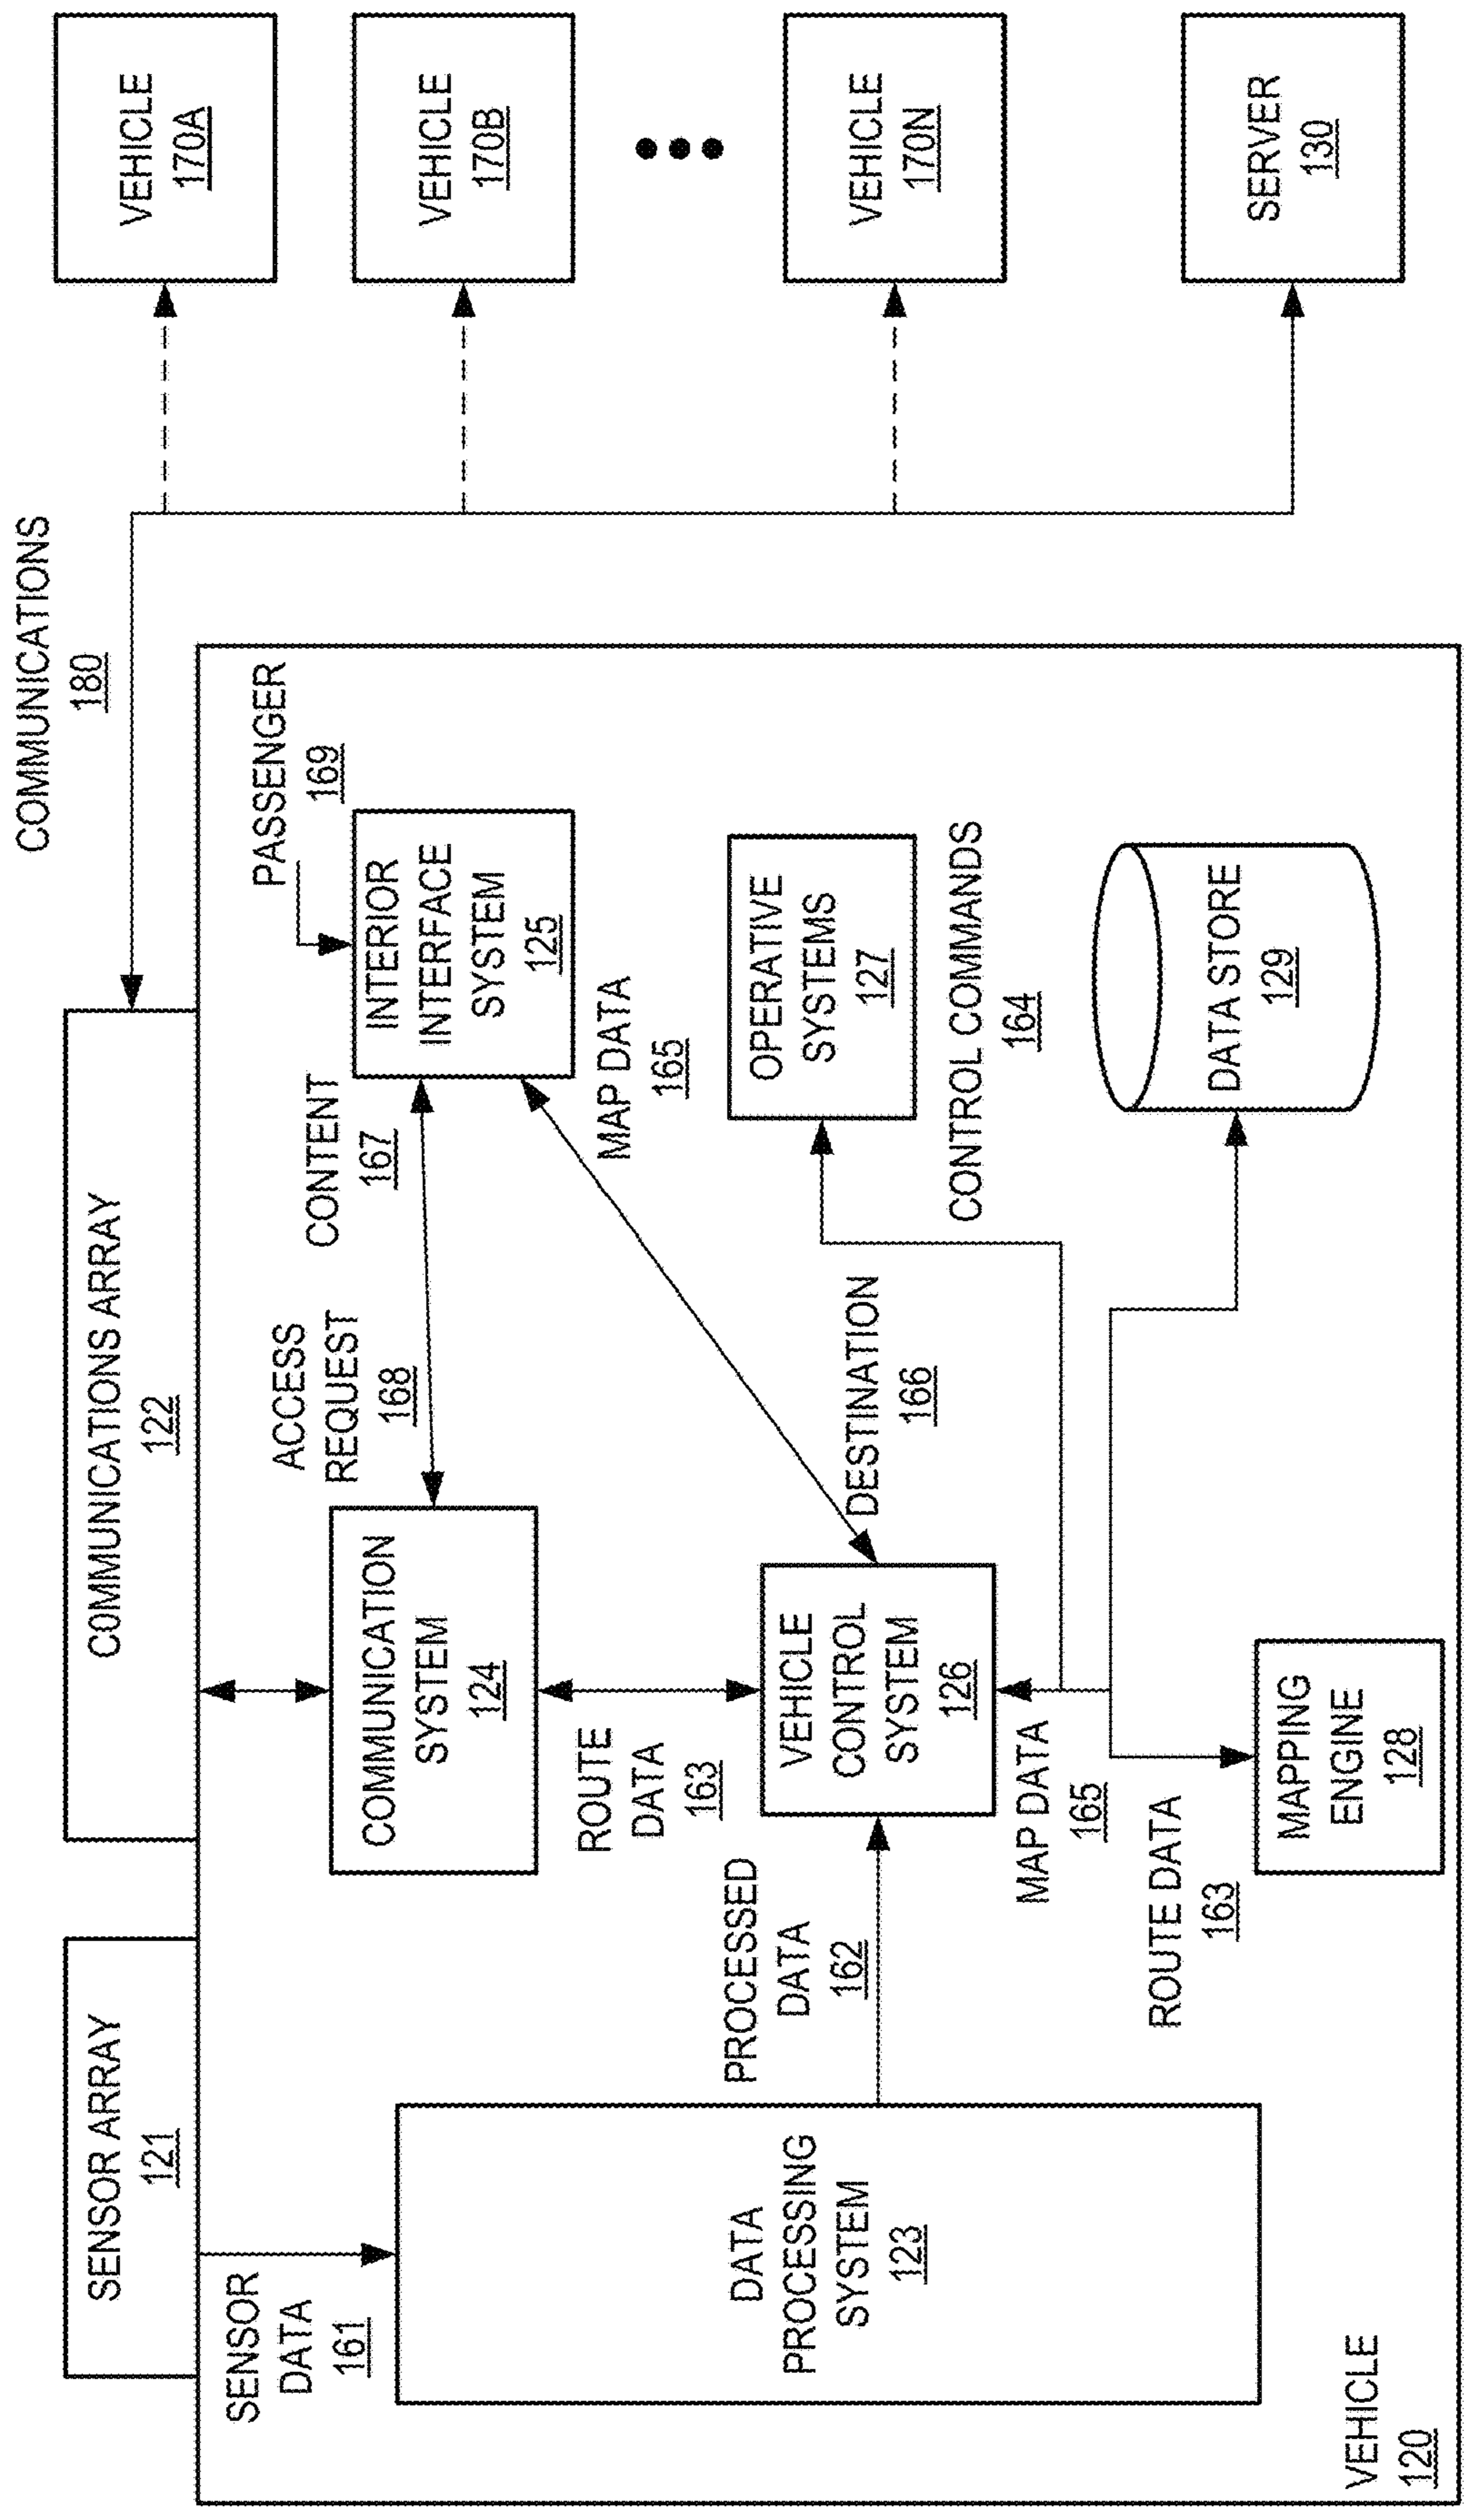 SENSOR ARRAY
121
COMMUNICATIONS ARRAY
122
COMMUNICATIONS
180
VEHICLE
170A
VEHICLE
170B
VEHICLE
170N
SERVER
130
SENSOR
DATA
161
DATA
PROCESSING
SYSTEM
123
PROCESSED
DATA
162
COMMUNICATION
SYSTEM
124
ACCESS
REQUEST
168
CONTENT
167
PASSENGER
169
INTERIOR
INTERFACE
SYSTEM
125
MAP DATA
165
ROUTE
DATA
163
VEHICLE
CONTROL
SYSTEM
126
DESTINATION
166
OPERATIVE
SYSTEMS
127
CONTROL COMMANDS
164
MAP DATA
165
ROUTE DATA
163
MAPPING
ENGINE
128
DATA STORE
129
VEHICLE
120